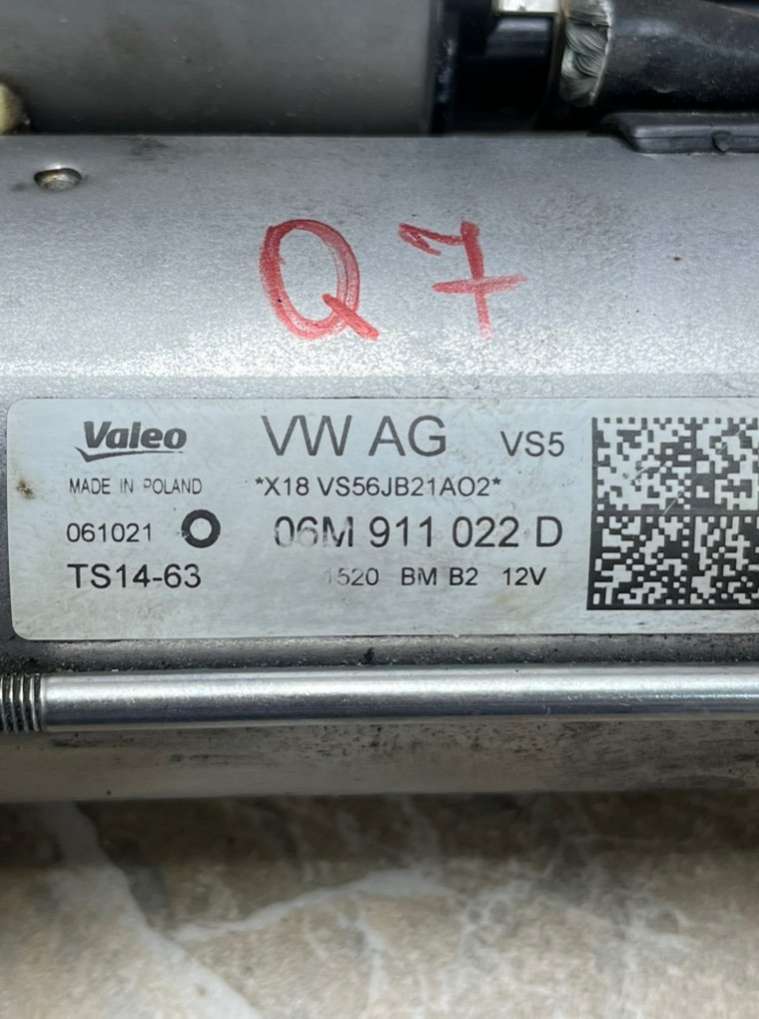 Q7
Valeo VW AG VS5
MADE IN POLAND *X18 VS56JB21AO2*
061021 06M 911 022 D
TS14-63 1520 BM B2 12V